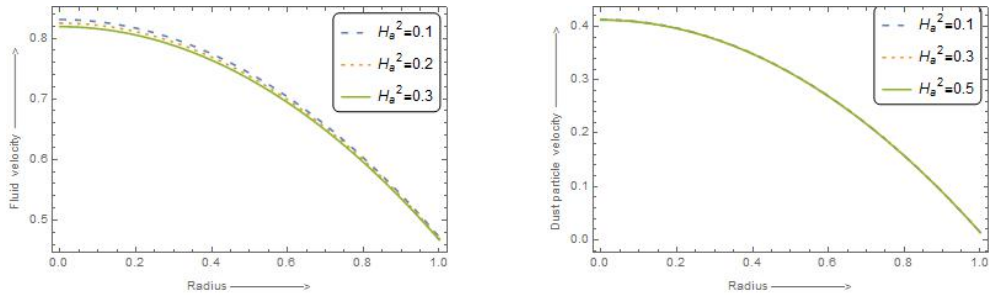 0.8
0.7
0.6
0.5
Fluid velocity
Hₐ²=0.1
Hₐ²=0.2
Hₐ²=0.3
0.0 0.2 0.4 0.6 0.8 1.0
Radius
0.4
0.3
0.2
0.1
0.0
Dust particle velocity
Hₐ²=0.1
Hₐ²=0.3
Hₐ²=0.5
0.0 0.2 0.4 0.6 0.8 1.0
Radius